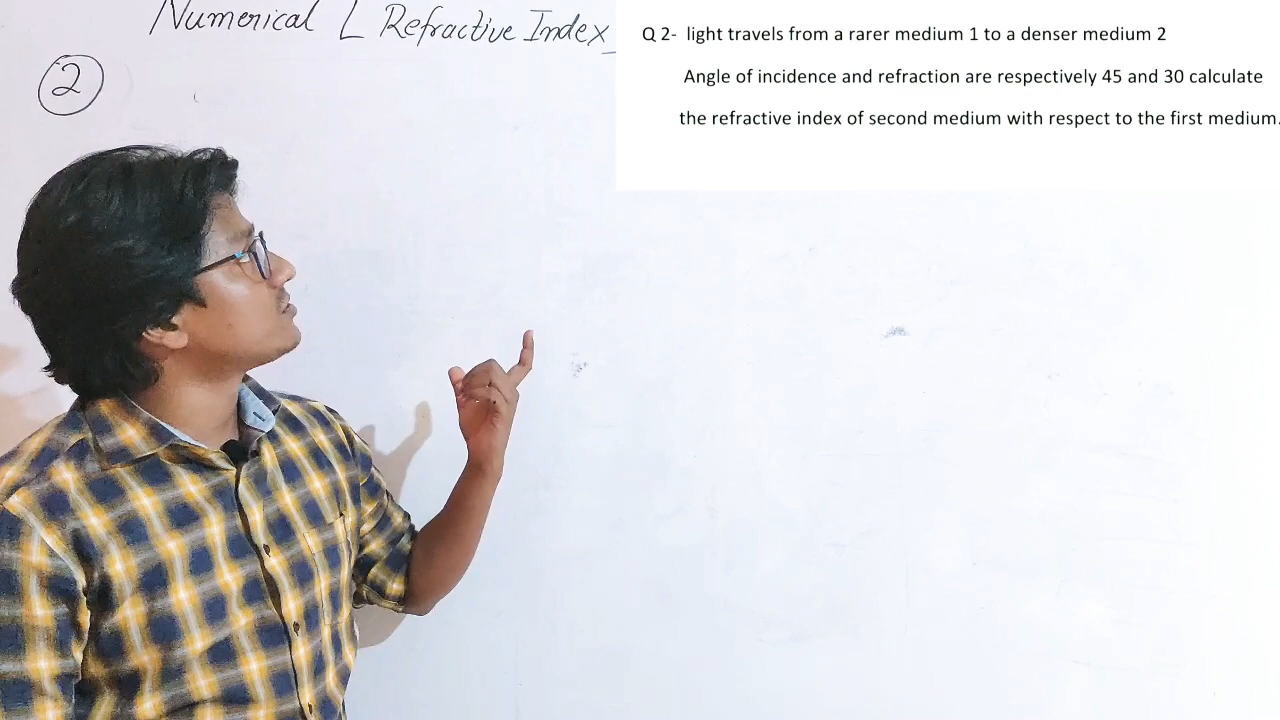 Numerical L Refractive Index
2
Q 2- light travels from a rarer medium 1 to a denser medium 2
Angle of incidence and refraction are respectively 45 and 30 calculate
the refractive index of second medium with respect to the first medium.